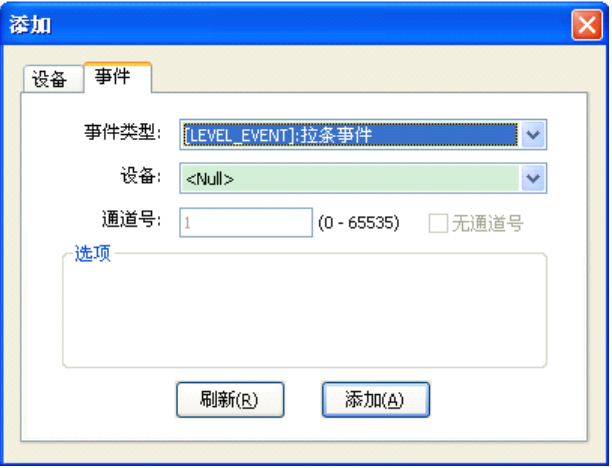 添加
设备 事件
事件类型: [LEVEL_EVENT]:拉条事件
设备: <Null>
通道号: 1 (0 - 65535) 无通道号
选项
刷新(R) 添加(A)